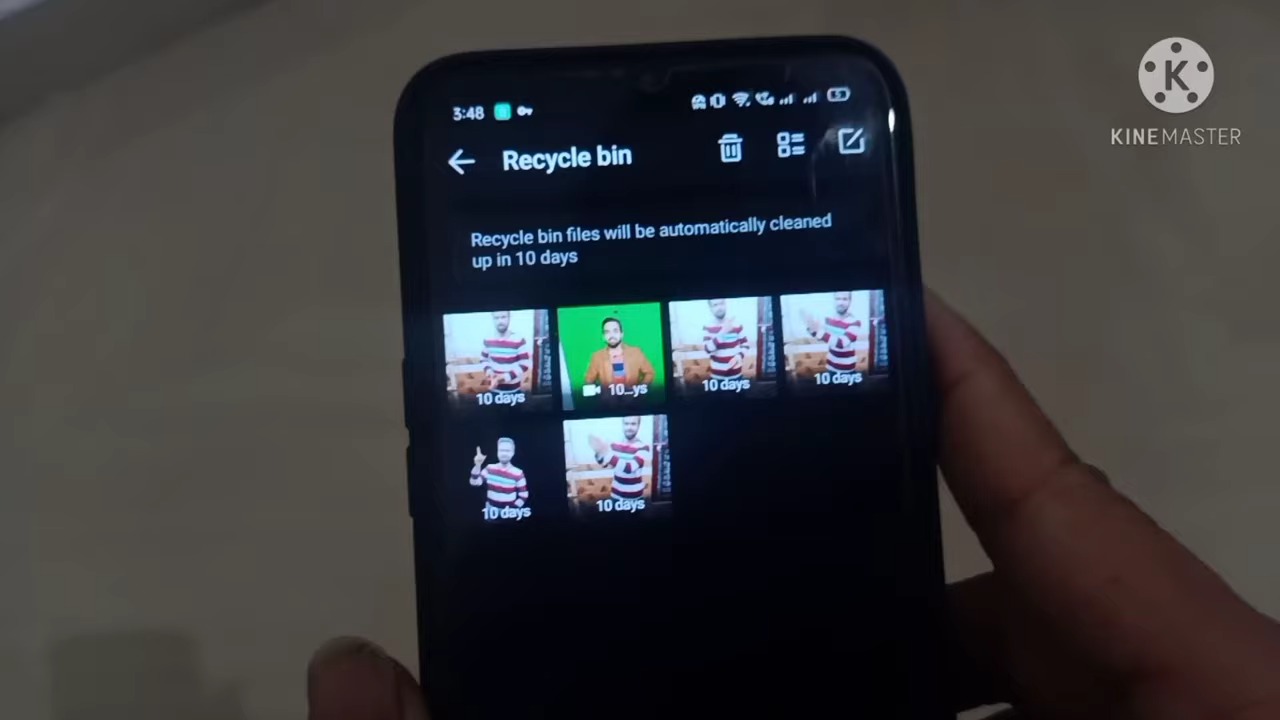 3:48
Recycle bin
Recycle bin files will be automatically cleaned
up in 10 days
10 days
10...ys
10 days
10 days
10 days
10 days
K
KINEMASTER